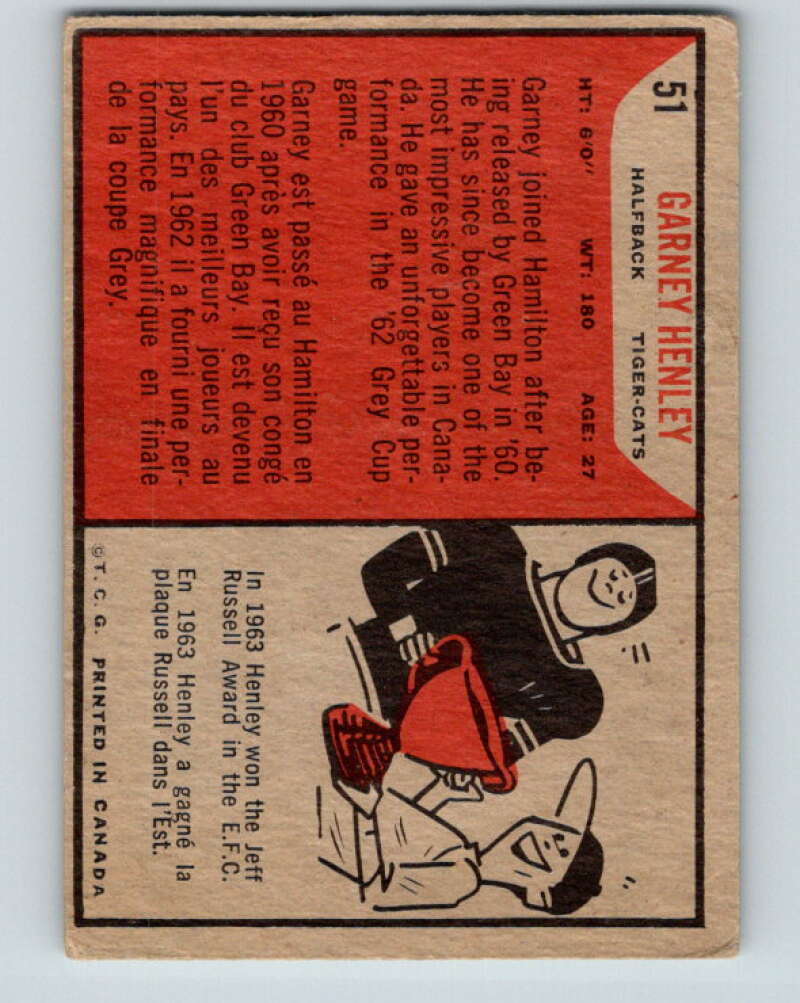 51
GARNEY HENLEY
HALFBACK TIGER-CATS
HT: 6'0" WT: 180 AGE: 27
Garney joined Hamilton after be-
ing released by Green Bay in '60.
He has since become one of the
most impressive players in Cana-
da. He gave an unforgettable per-
formance in the '62 Grey Cup
game.
Garney est passé au Hamilton en
1960 après avoir reçu son congé
du club Green Bay. Il est devenu
l'un des meilleurs joueurs au
pays. En 1962 il a fourni une per-
formance magnifique en finale
de la coupe Grey.
In 1963 Henley won the Jeff
Russell Award in the E.F.C.
En 1963 Henley a gagné la
plaque Russell dans l'Est.
©T. C. G. PRINTED IN CANADA